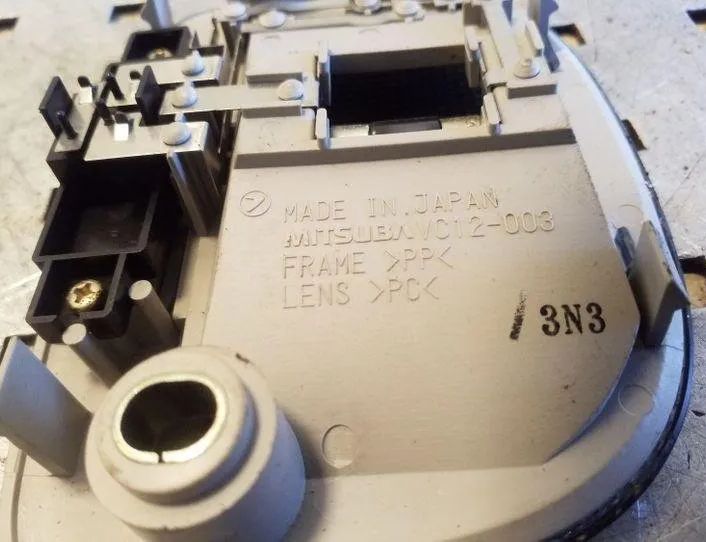 MADE IN.JAPAN
MITSUBA VC12-003
FRAME >PP<
LENS >PC<
3N3